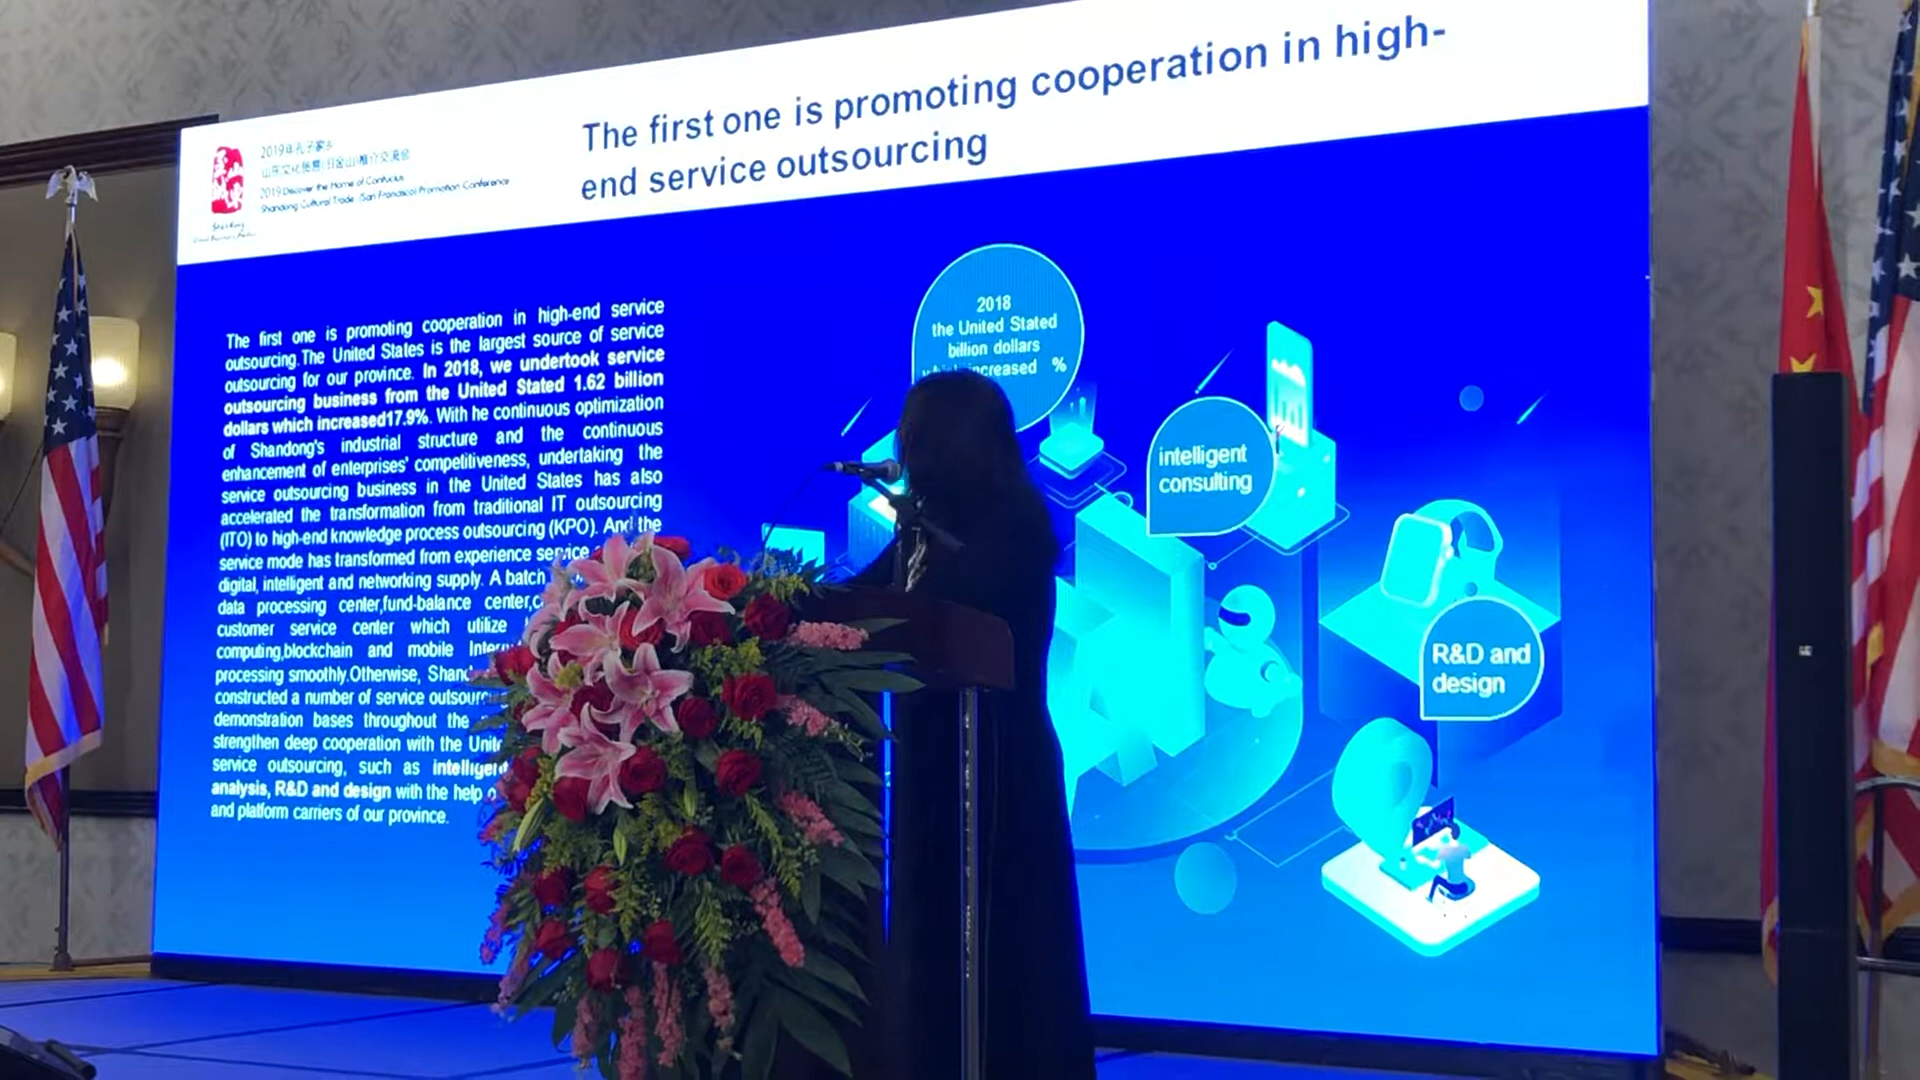 The first one is promoting cooperation in high-
end service outsourcing
2019年孔子家乡
山东文化贸易(旧金山)推介交流会
2019 Discover the Home of Confucius
Shandong Cultural Trade (San Francisco) Promotion Conference
The first one is promoting cooperation in high-end service
outsourcing.The United States is the largest source of service
outsourcing for our province. In 2018, we undertook service
outsourcing business from the United Stated 1.62 billion
dollars which increased17.9%. With he continuous optimization
of Shandong's industrial structure and the continuous
enhancement of enterprises' competitiveness, undertaking the
service outsourcing business in the United States has also
accelerated the transformation from traditional IT outsourcing
(ITO) to high-end knowledge process outsourcing (KPO). And the
service mode has transformed from experience service
digital, intelligent and networking supply. A batch
data processing center,fund-balance center,
customer service center which utilize
computing,blockchain and mobile
processing smoothly.Otherwise,
constructed a number of service
demonstration bases throughout the
strengthen deep cooperation with the
service outsourcing, such as
analysis, R&D and design with the help
and platform carriers of our province.
2018
the United Stated
billion dollars
increased %
intelligent
consulting
R&D and
design